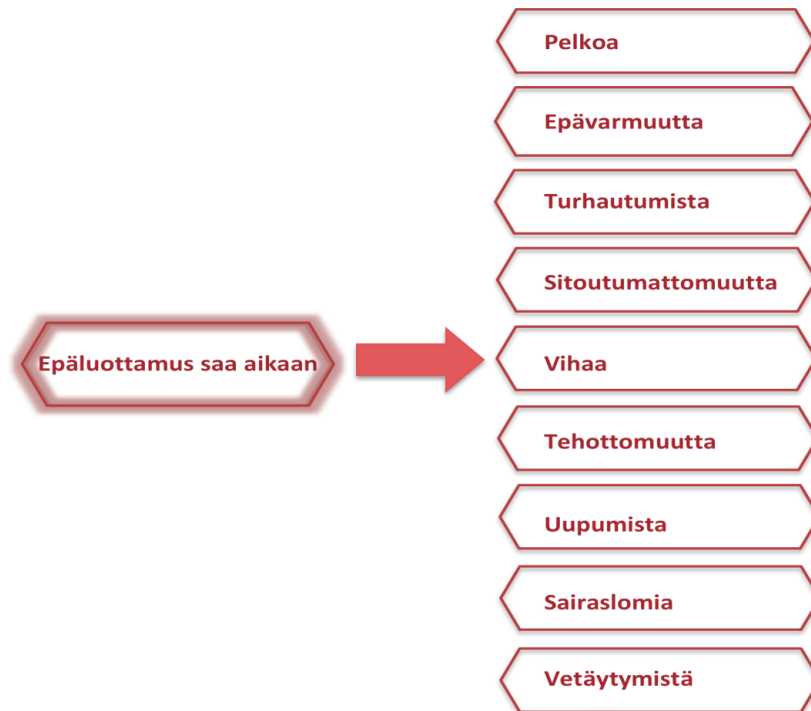 Epäluottamus saa aikaan
Pelkoa
Epävarmuutta
Turhautumista
Sitoutumattomuutta
Vihaa
Tehottomuutta
Uupumista
Sairaslomia
Vetäytymistä